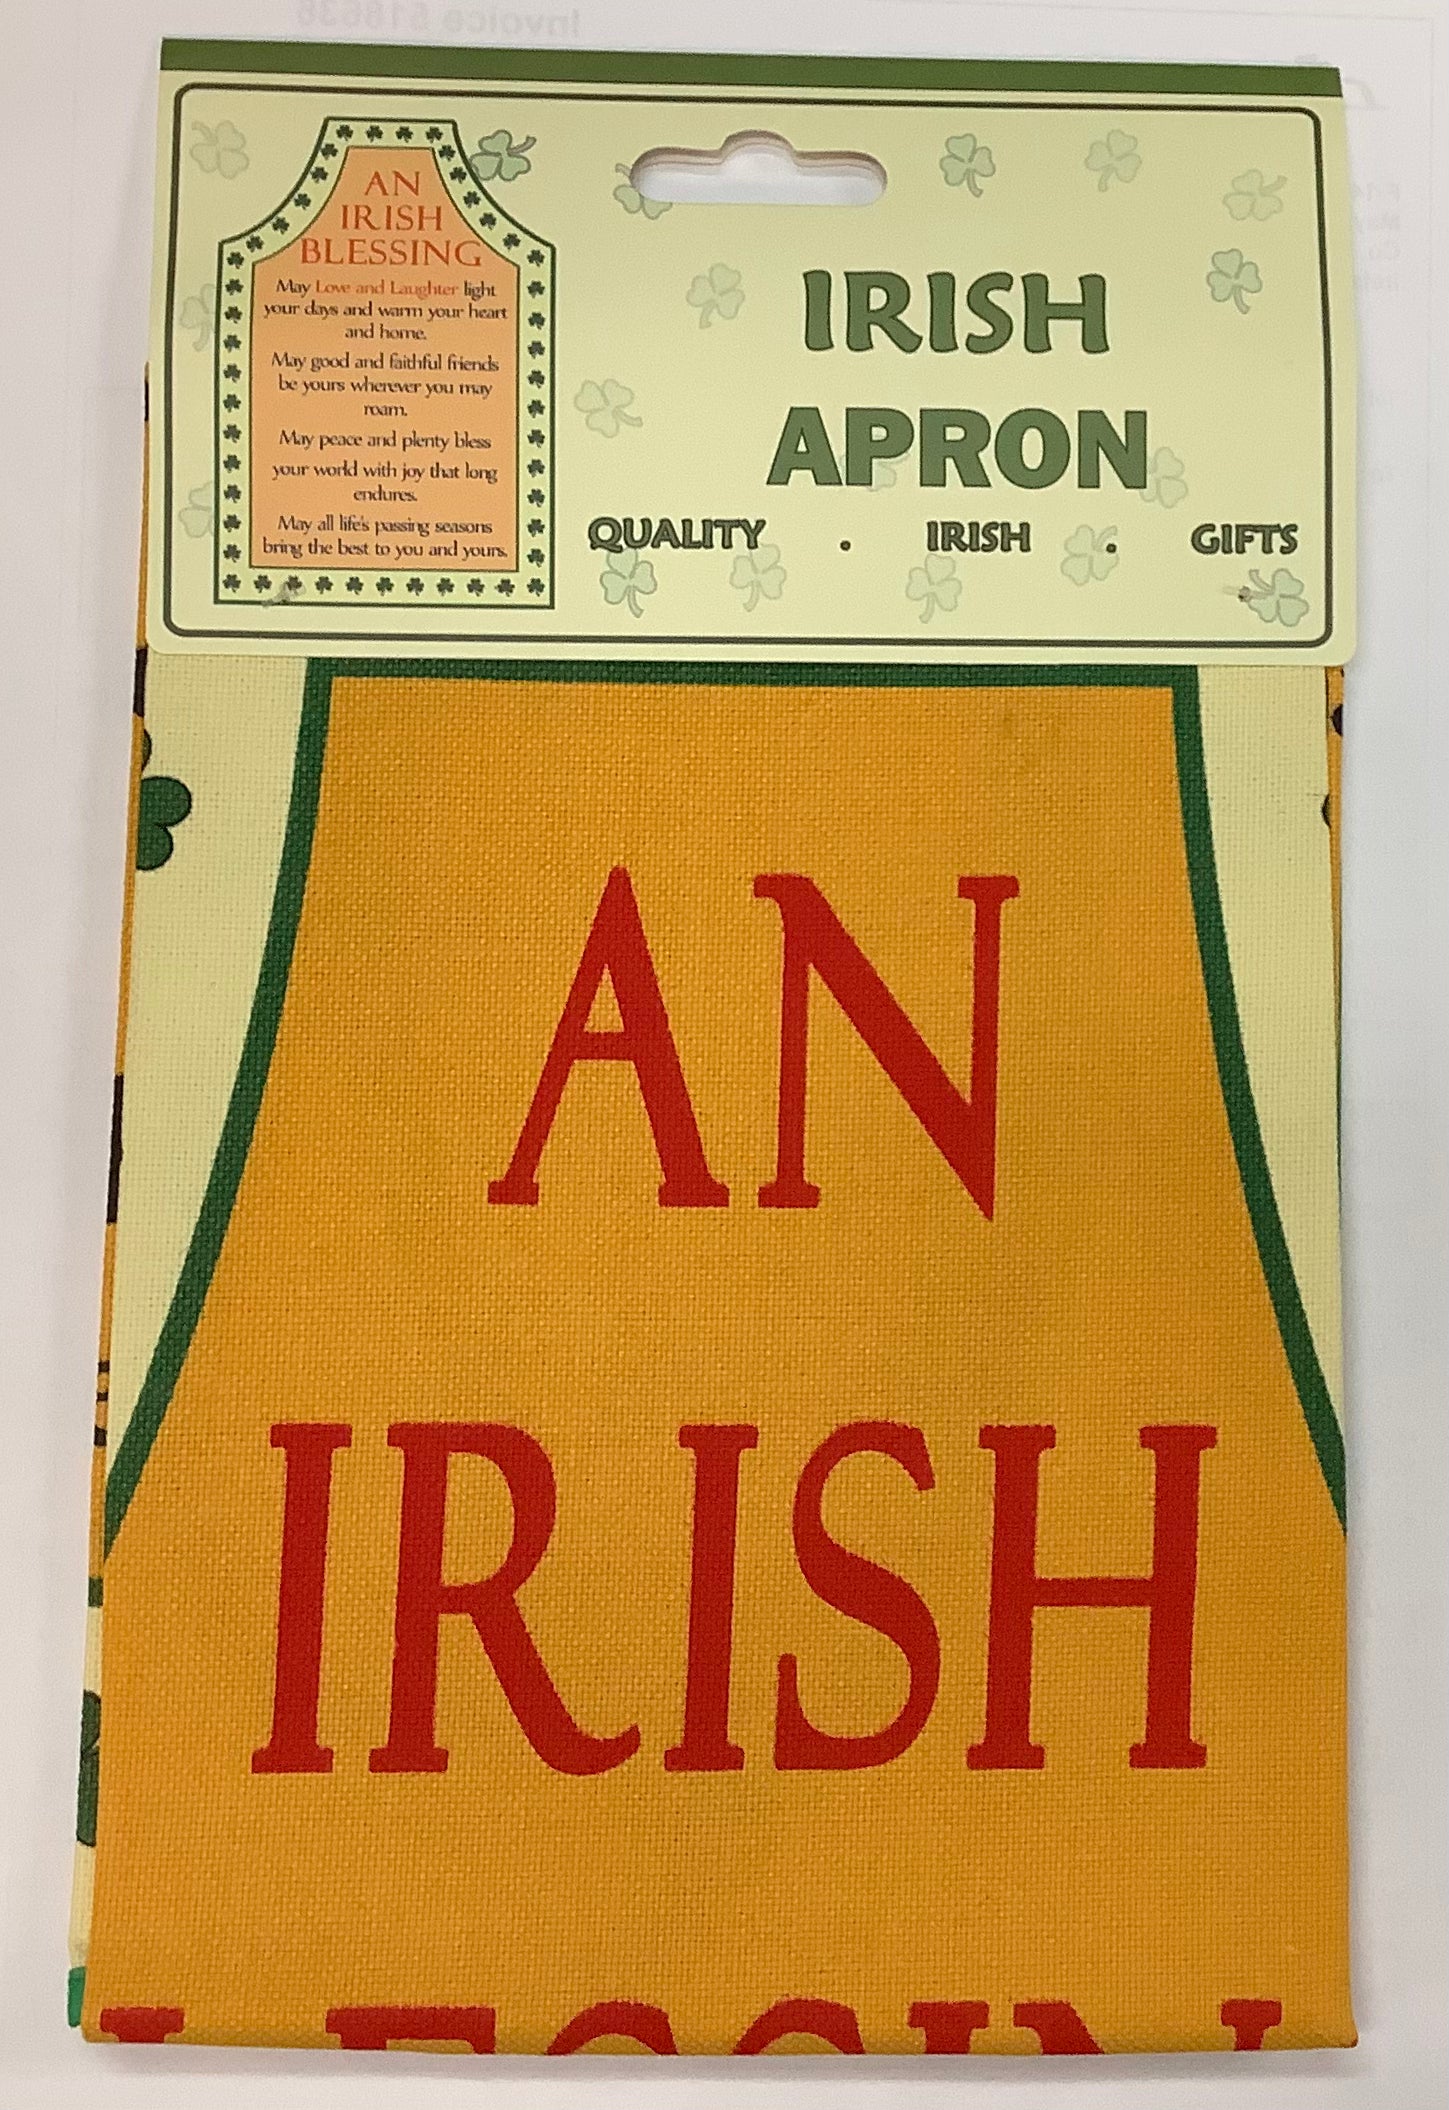 AN
IRISH
BLESSING
May Love and Laughter light
your days and warm your heart
and home.
May good and faithful friends
be yours wherever you may
roam.
May peace and plenty bless
your world with joy that long
endures.
May all life's passing seasons
bring the best to you and yours.
IRISH
APRON
QUALITY . IRISH . GIFTS
AN
IRISH